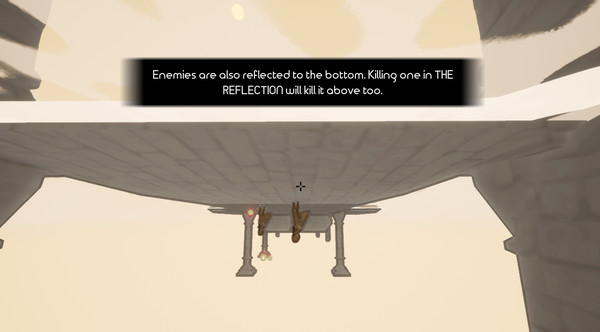 Enemies are also reflected to the bottom. Killing one in THE
REFLECTION will kill it above too.